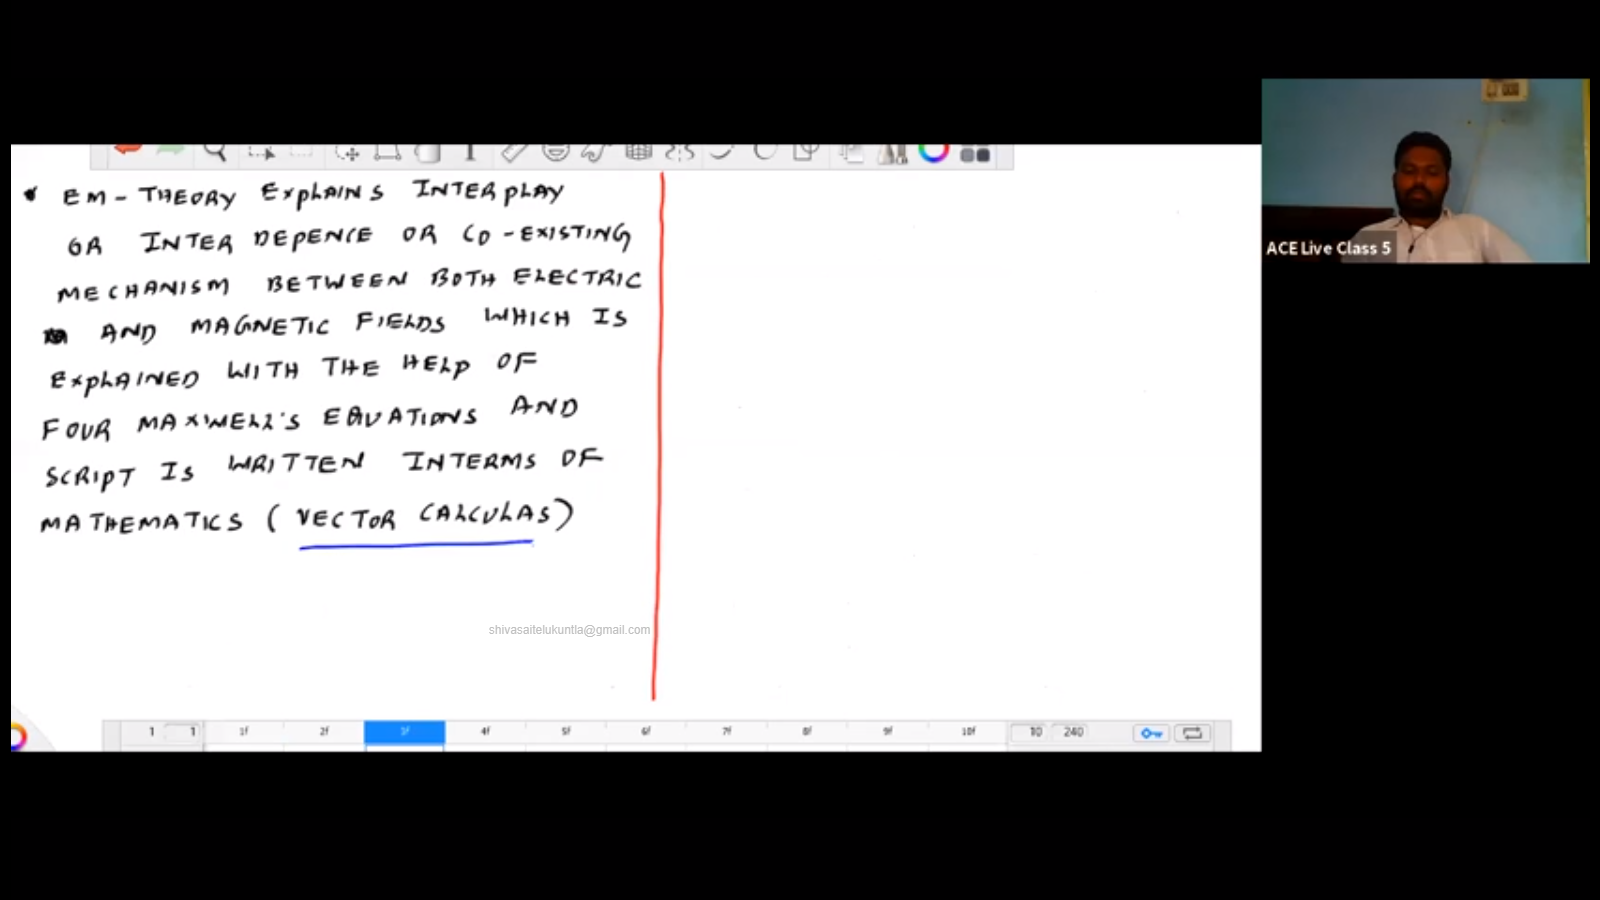 EM - THEORY EXPLAINS INTERPLAY
OR INTER DEPENCE OR CO-EXISTING
MECHANISM BETWEEN BOTH ELECTRIC
AND MAGNETIC FIELDS WHICH IS
EXPLAINED WITH THE HELP OF
FOUR MAXWELL'S EQUATIONS AND
SCRIPT IS WRITTEN INTERMS OF
MATHEMATICS ( VECTOR CALCULAS )
shivasaitelukuntla@gmail.com
ACE Live Class 5
1 1 1f 2f 3f 4f 5f 6f 7f 8f 9f 10f 10 240